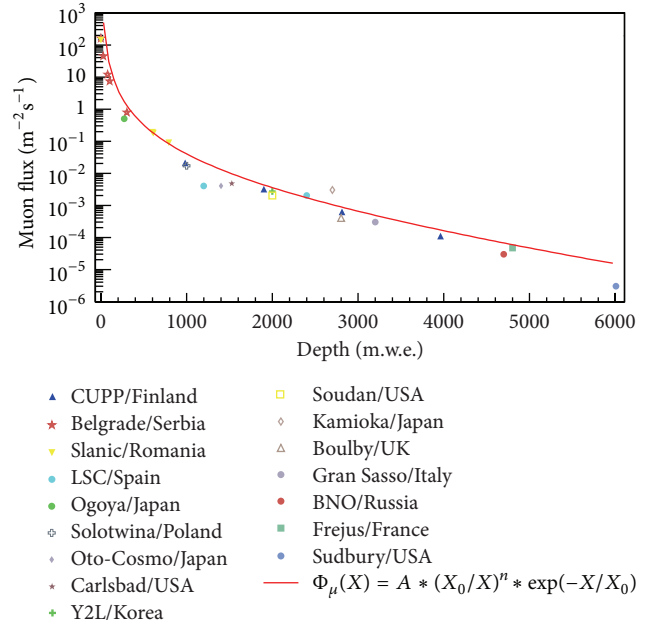 10³
10²
10
1
10⁻¹
10⁻²
10⁻³
10⁻⁴
10⁻⁵
10⁻⁶
Muon flux (m⁻² s⁻¹)
0 1000 2000 3000 4000 5000 6000
Depth (m.w.e.)
CUPP/Finland
Belgrade/Serbia
Slanic/Romania
LSC/Spain
Ogoya/Japan
Solotwina/Poland
Oto-Cosmo/Japan
Carlsbad/USA
Y2L/Korea
Soudan/USA
Kamioka/Japan
Boulby/UK
Gran Sasso/Italy
BNO/Russia
Frejus/France
Sudbury/USA
Φ_μ(X) = A ∗ (X₀/X)ⁿ ∗ exp(−X/X₀)